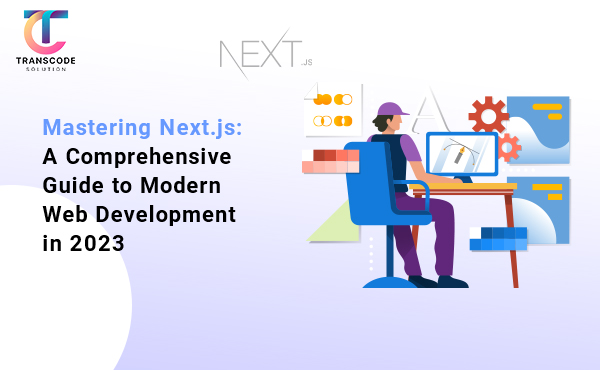 TRANSCODE
SOLUTION
NEXT.JS
Mastering Next.js:
A Comprehensive
Guide to Modern
Web Development
in 2023